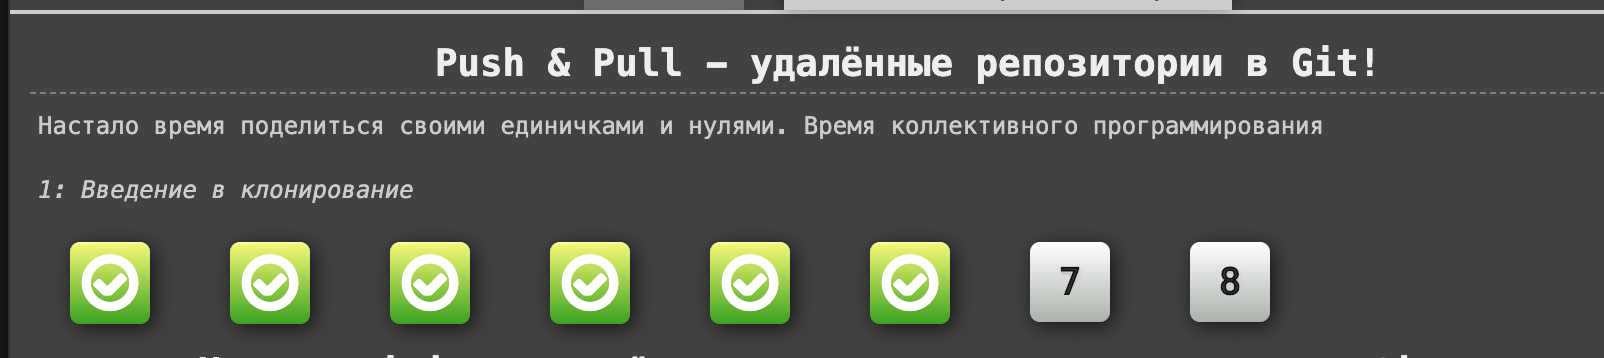 Push & Pull — удалённые репозитории в Git!
Настало время поделиться своими единичками и нулями. Время коллективного программирования
1: Введение в клонирование
7 8